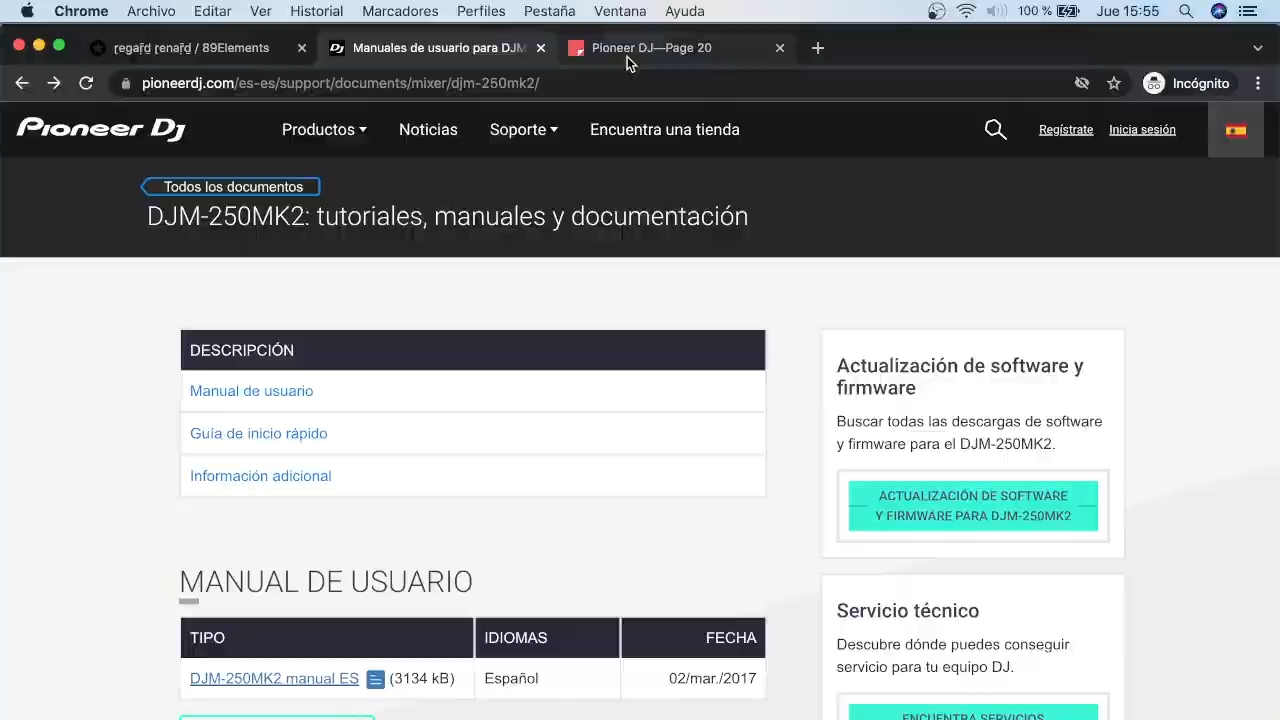 Chrome Archivo Editar Ver Historial Marcadores Perfiles Pestaña Ventana Ayuda 100 % Jue 15:55
regard renard / 89Elements
Manuales de usuario para DJM
Pioneer DJ—Page 20
pioneerdj.com/es-es/support/documents/mixer/djm-250mk2/
Incógnito
Pioneer Dj
Productos
Noticias
Soporte
Encuentra una tienda
Regístrate
Inicia sesión
Todos los documentos
DJM-250MK2: tutoriales, manuales y documentación
DESCRIPCIÓN
Manual de usuario
Guía de inicio rápido
Información adicional
MANUAL DE USUARIO
TIPO IDIOMAS FECHA
DJM-250MK2 manual ES (3134 kB) Español 02/mar./2017
Actualización de software y
firmware
Buscar todas las descargas de software
y firmware para el DJM-250MK2.
ACTUALIZACIÓN DE SOFTWARE
Y FIRMWARE PARA DJM-250MK2
Servicio técnico
Descubre dónde puedes conseguir
servicio para tu equipo DJ.
ENCUENTRA SERVICIOS